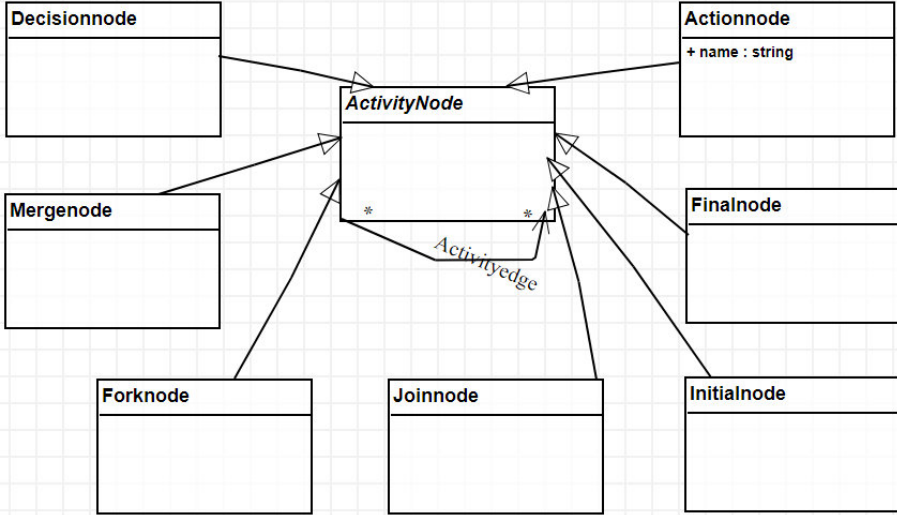 Decisionnode
Actionnode
+ name : string
ActivityNode
Mergenode
Finalnode
* *
Activityedge
Forknode
Joinnode
Initialnode